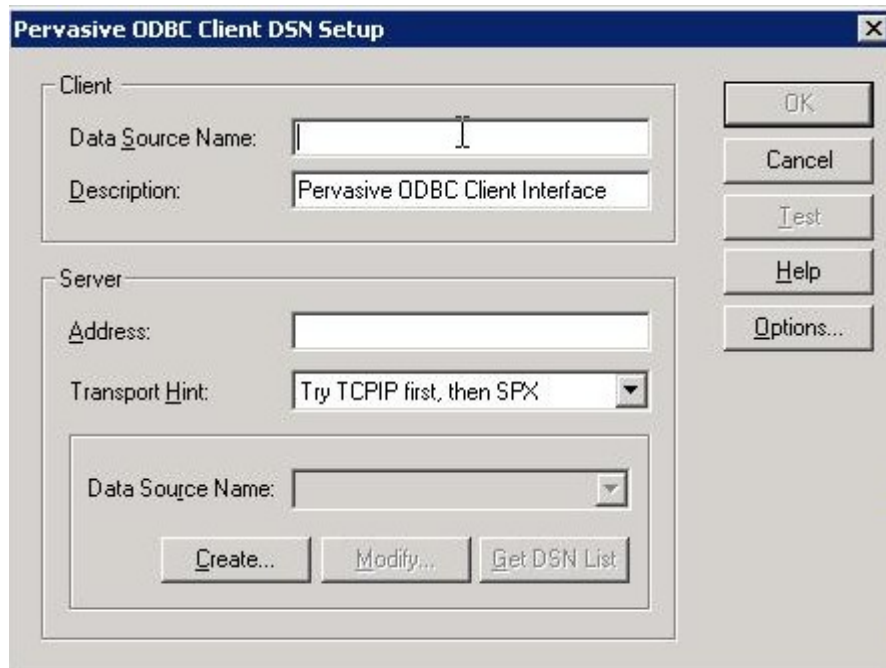 Pervasive ODBC Client DSN Setup
Client
Data Source Name:
Description: Pervasive ODBC Client Interface
OK
Cancel
Test
Help
Options...
Server
Address:
Transport Hint: Try TCPIP first, then SPX
Data Source Name:
Create... Modify... Get DSN List